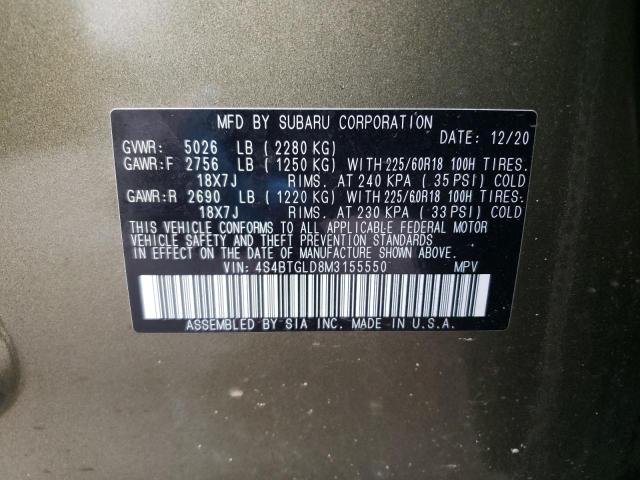 MFD BY SUBARU CORPORATION
DATE: 12/20
GVWR: 5026 LB (2280 KG)
GAWR:F 2756 LB (1250 KG) WITH 225/60R18 100H TIRES.
18X7J RIMS. AT 240 KPA (35 PSI) COLD
GAWR:R 2690 LB (1220 KG) WITH 225/60R18 100H TIRES.
18X7J RIMS. AT 230 KPA (33 PSI) COLD
THIS VEHICLE CONFORMS TO ALL APPLICABLE FEDERAL MOTOR
VEHICLE SAFETY AND THEFT PREVENTION STANDARDS
IN EFFECT ON THE DATE OF MANUFACTURE SHOWN ABOVE.
VIN: 4S4BTGLD8M3155550 MPV
ASSEMBLED BY SIA INC. MADE IN U.S.A.